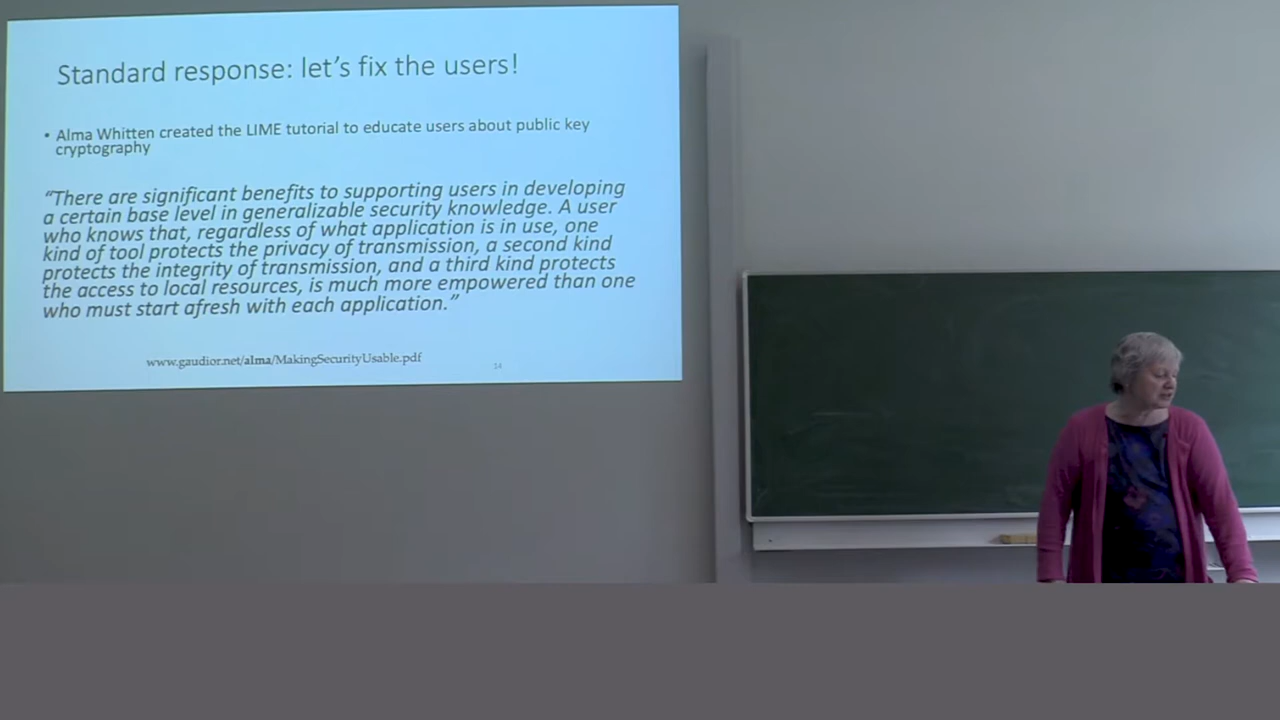 Standard response: let's fix the users!
• Alma Whitten created the LIME tutorial to educate users about public key
cryptography
“There are significant benefits to supporting users in developing
a certain base level in generalizable security knowledge. A user
who knows that, regardless of what application is in use, one
kind of tool protects the privacy of transmission, a second kind
protects the integrity of transmission, and a third kind protects
the access to local resources, is much more empowered than one
who must start afresh with each application.”
www.gaudior.net/alma/MakingSecurityUsable.pdf
14